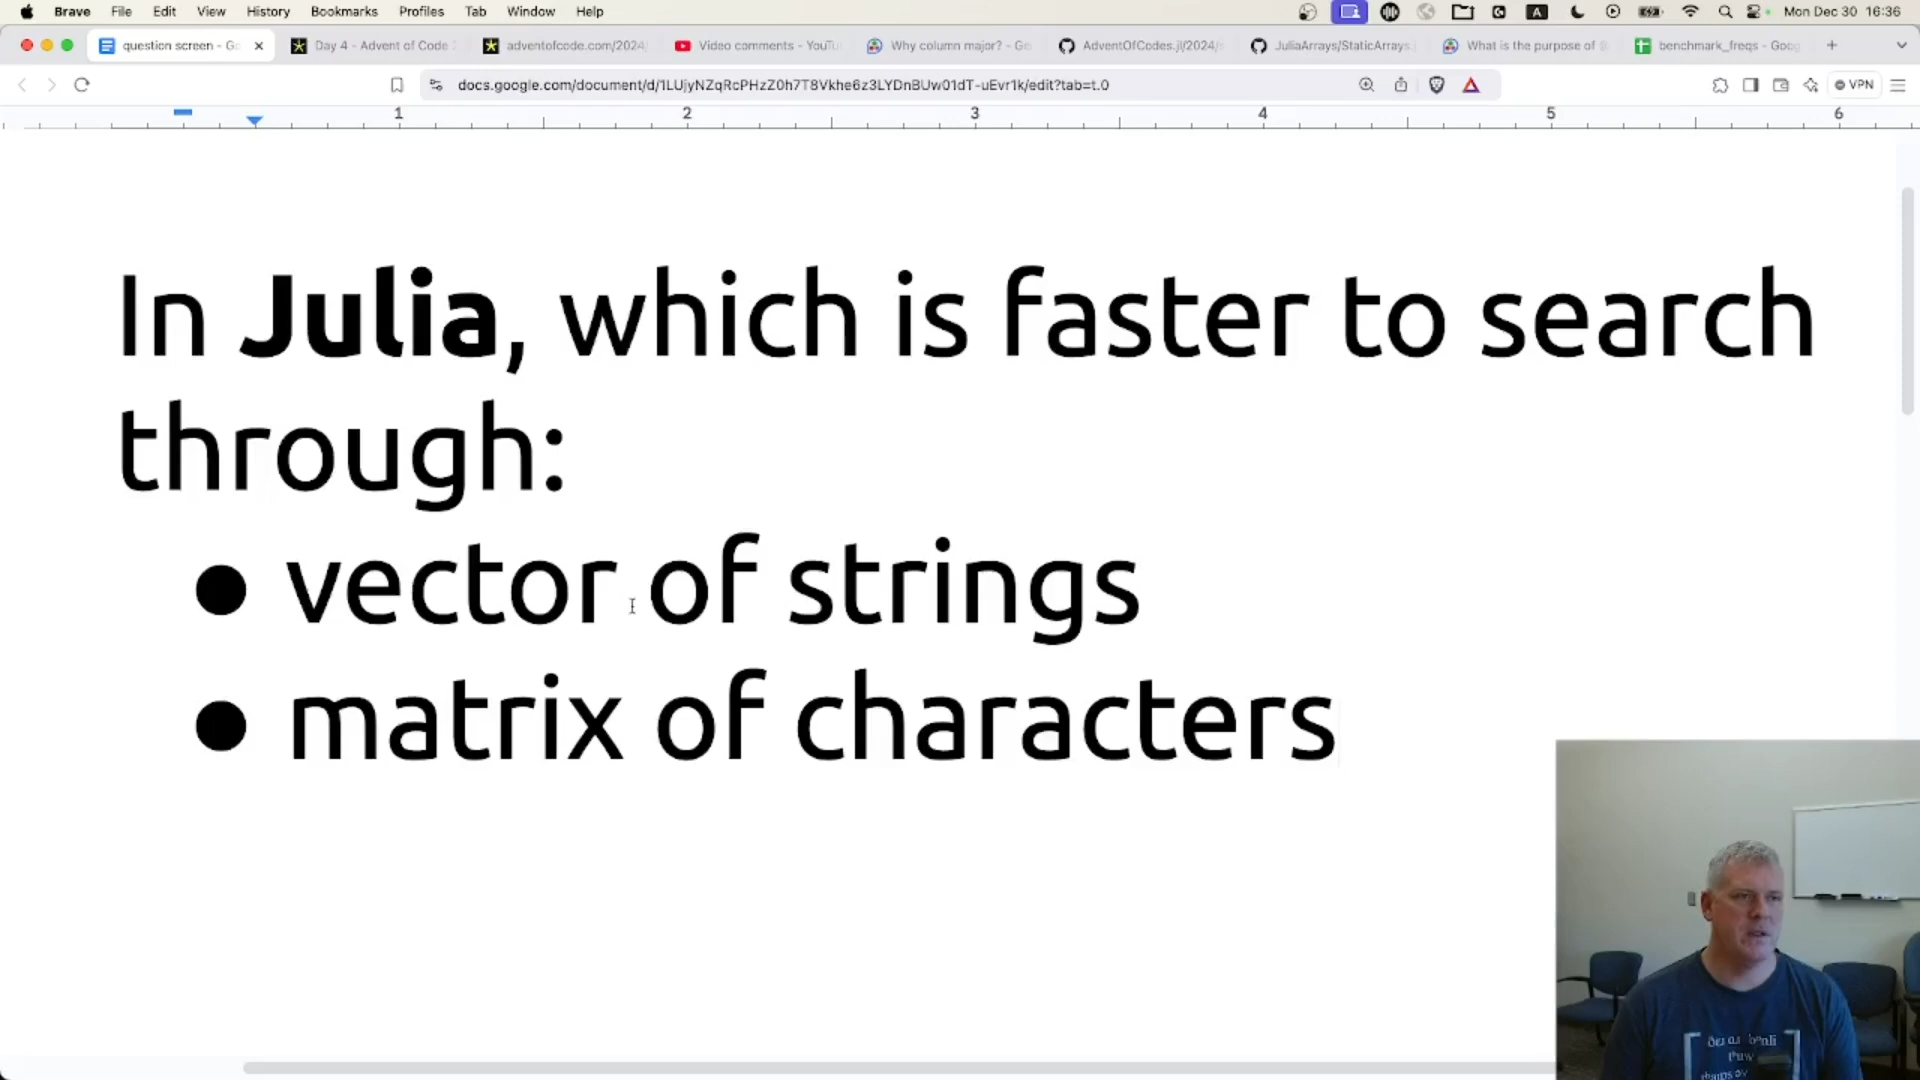 Brave File Edit View History Bookmarks Profiles Tab Window Help Mon Dec 30 16:36
question screen - Go Day 4 - Advent of Code adventofcode.com/2024/ Video comments - YouTu Why column major? - Ge AdventOfCodes.jl/2024/ JuliaArrays/StaticArrays. What is the purpose of benchmark_freqs - Goog
docs.google.com/document/d/1LUjyNZqRcPHzZ0h7T8Vkhe6z3LYDnBUw01dT-uEvr1k/edit?tab=t.0 VPN
1 2 3 4 5 6
In Julia, which is faster to search
through:
● vector of strings
● matrix of characters